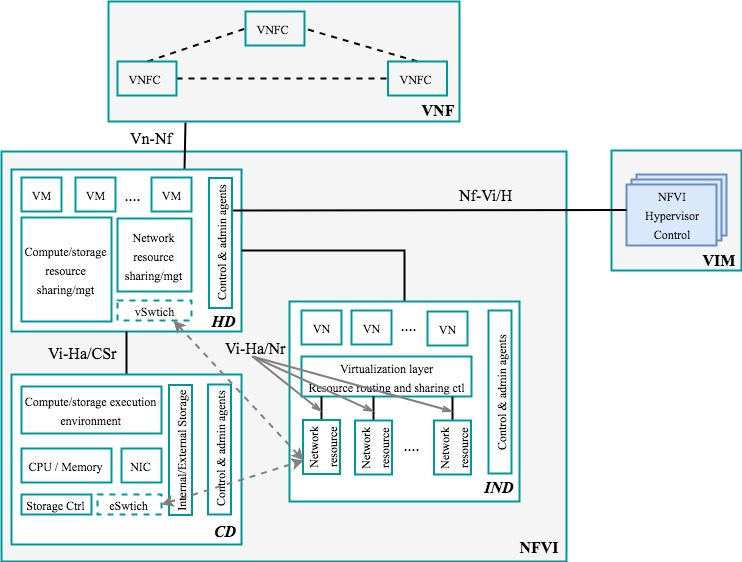 VNFC
VNFC
VNFC
VNF
Vn-Nf
VM
VM
....
VM
Compute/storage
resource
sharing/mgt
Network
resource
sharing/mgt
vSwtich
Control & admin agents
HD
Nf-Vi/H
NFVI
Hypervisor
Control
VIM
Vi-Ha/CSr
Vi-Ha/Nr
VN
VN
....
VN
Virtualization layer
Resource routing and sharing ctl
Network
resource
Network
resource
....
Network
resource
Control & admin agents
IND
Compute/storage execution
environment
CPU / Memory
NIC
Storage Ctrl
eSwtich
Internal/External Storage
Control & admin agents
CD
NFVI